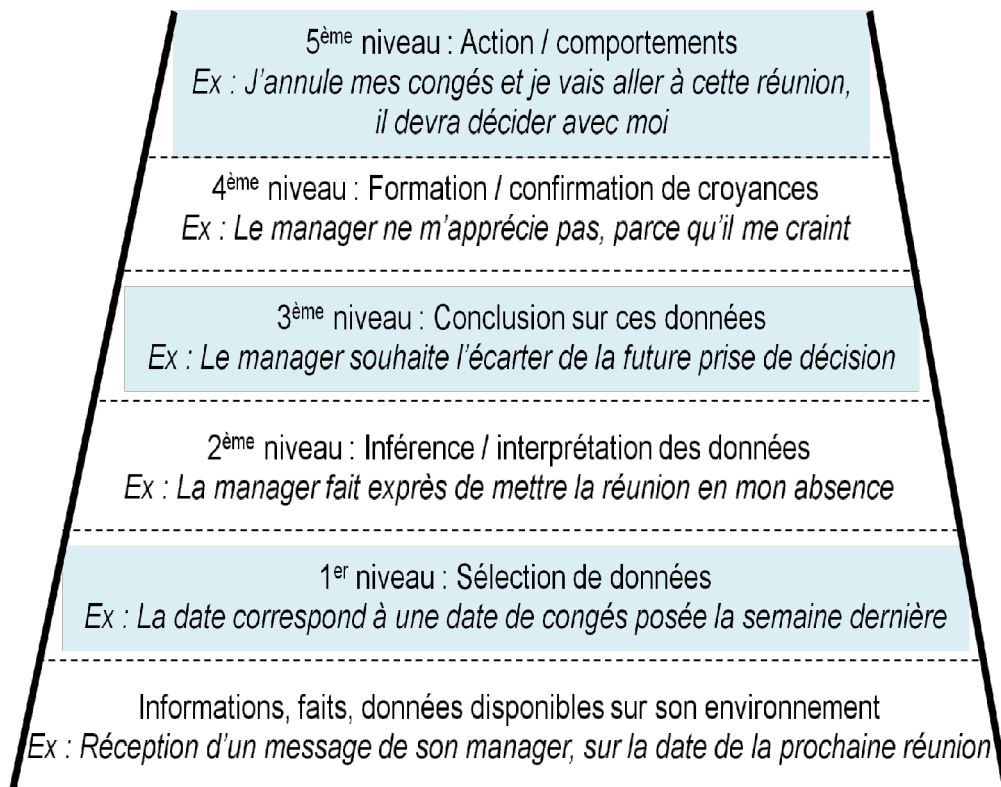 5ème niveau : Action / comportements
Ex : J'annule mes congés et je vais aller à cette réunion,
il devra décider avec moi
4ème niveau : Formation / confirmation de croyances
Ex : Le manager ne m'apprécie pas, parce qu'il me craint
3ème niveau : Conclusion sur ces données
Ex : Le manager souhaite l'écarter de la future prise de décision
2ème niveau : Inférence / interprétation des données
Ex : La manager fait exprès de mettre la réunion en mon absence
1er niveau : Sélection de données
Ex : La date correspond à une date de congés posée la semaine dernière
Informations, faits, données disponibles sur son environnement
Ex : Réception d'un message de son manager, sur la date de la prochaine réunion